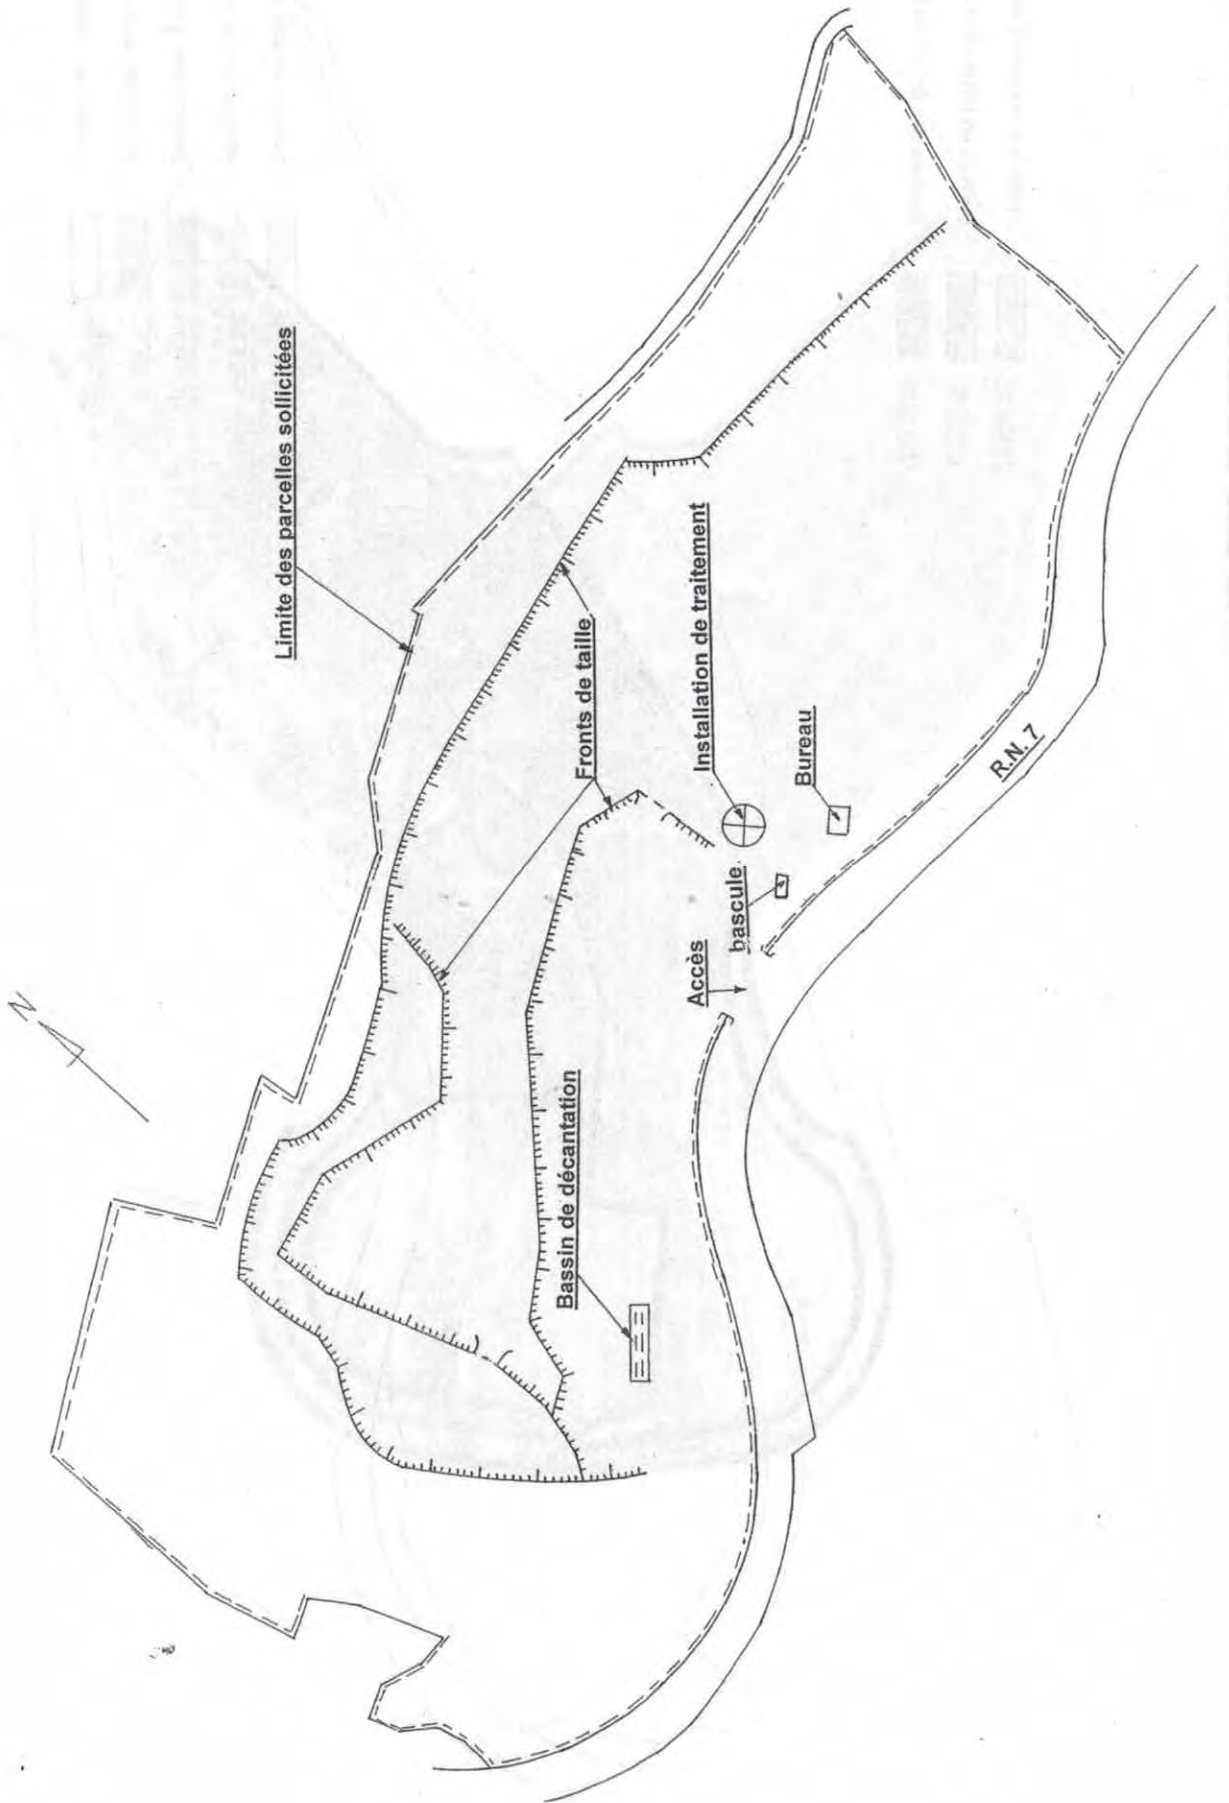 N
Limite des parcelles sollicitées
Fronts de taille
Installation de traitement
Bureau
bascule
Accès
Bassin de décantation
R.N. 7